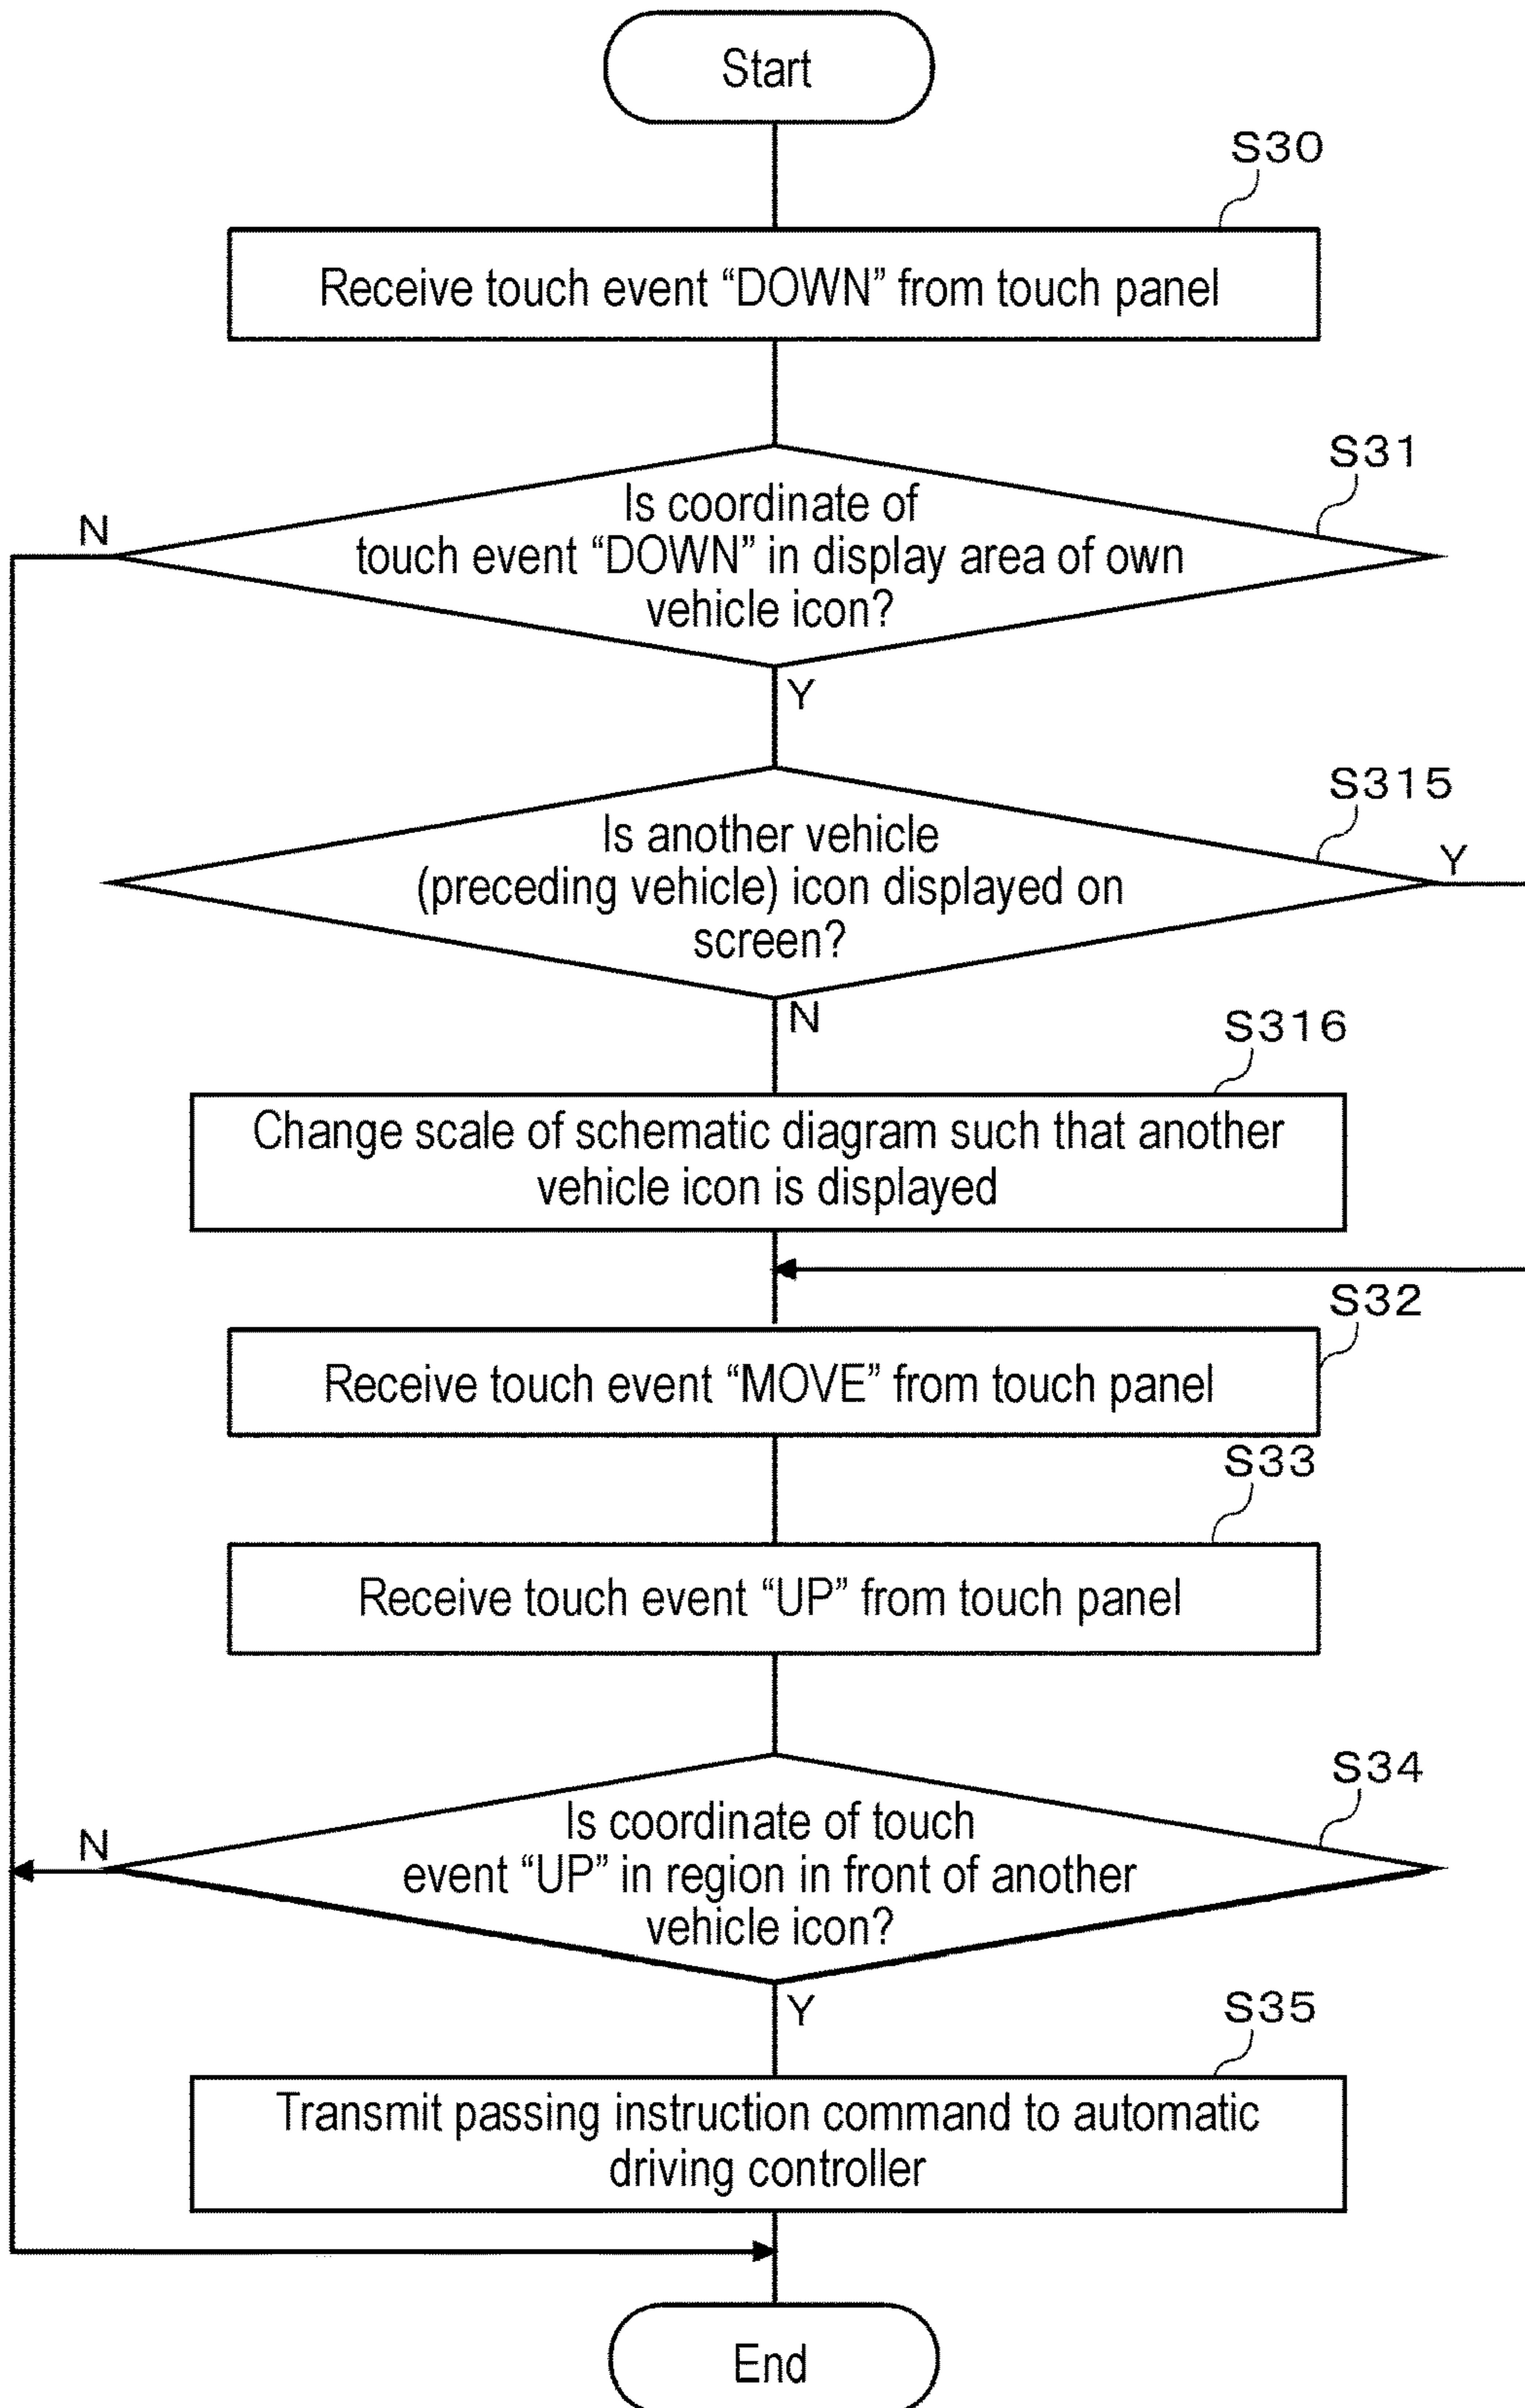 Start
S30
Receive touch event “DOWN” from touch panel
S31
Is coordinate of
touch event “DOWN” in display area of own
vehicle icon?
N
Y
S315
Is another vehicle
(preceding vehicle) icon displayed on
screen?
Y
N
S316
Change scale of schematic diagram such that another
vehicle icon is displayed
S32
Receive touch event “MOVE” from touch panel
S33
Receive touch event “UP” from touch panel
S34
Is coordinate of touch
event “UP” in region in front of another
vehicle icon?
N
Y
S35
Transmit passing instruction command to automatic
driving controller
End